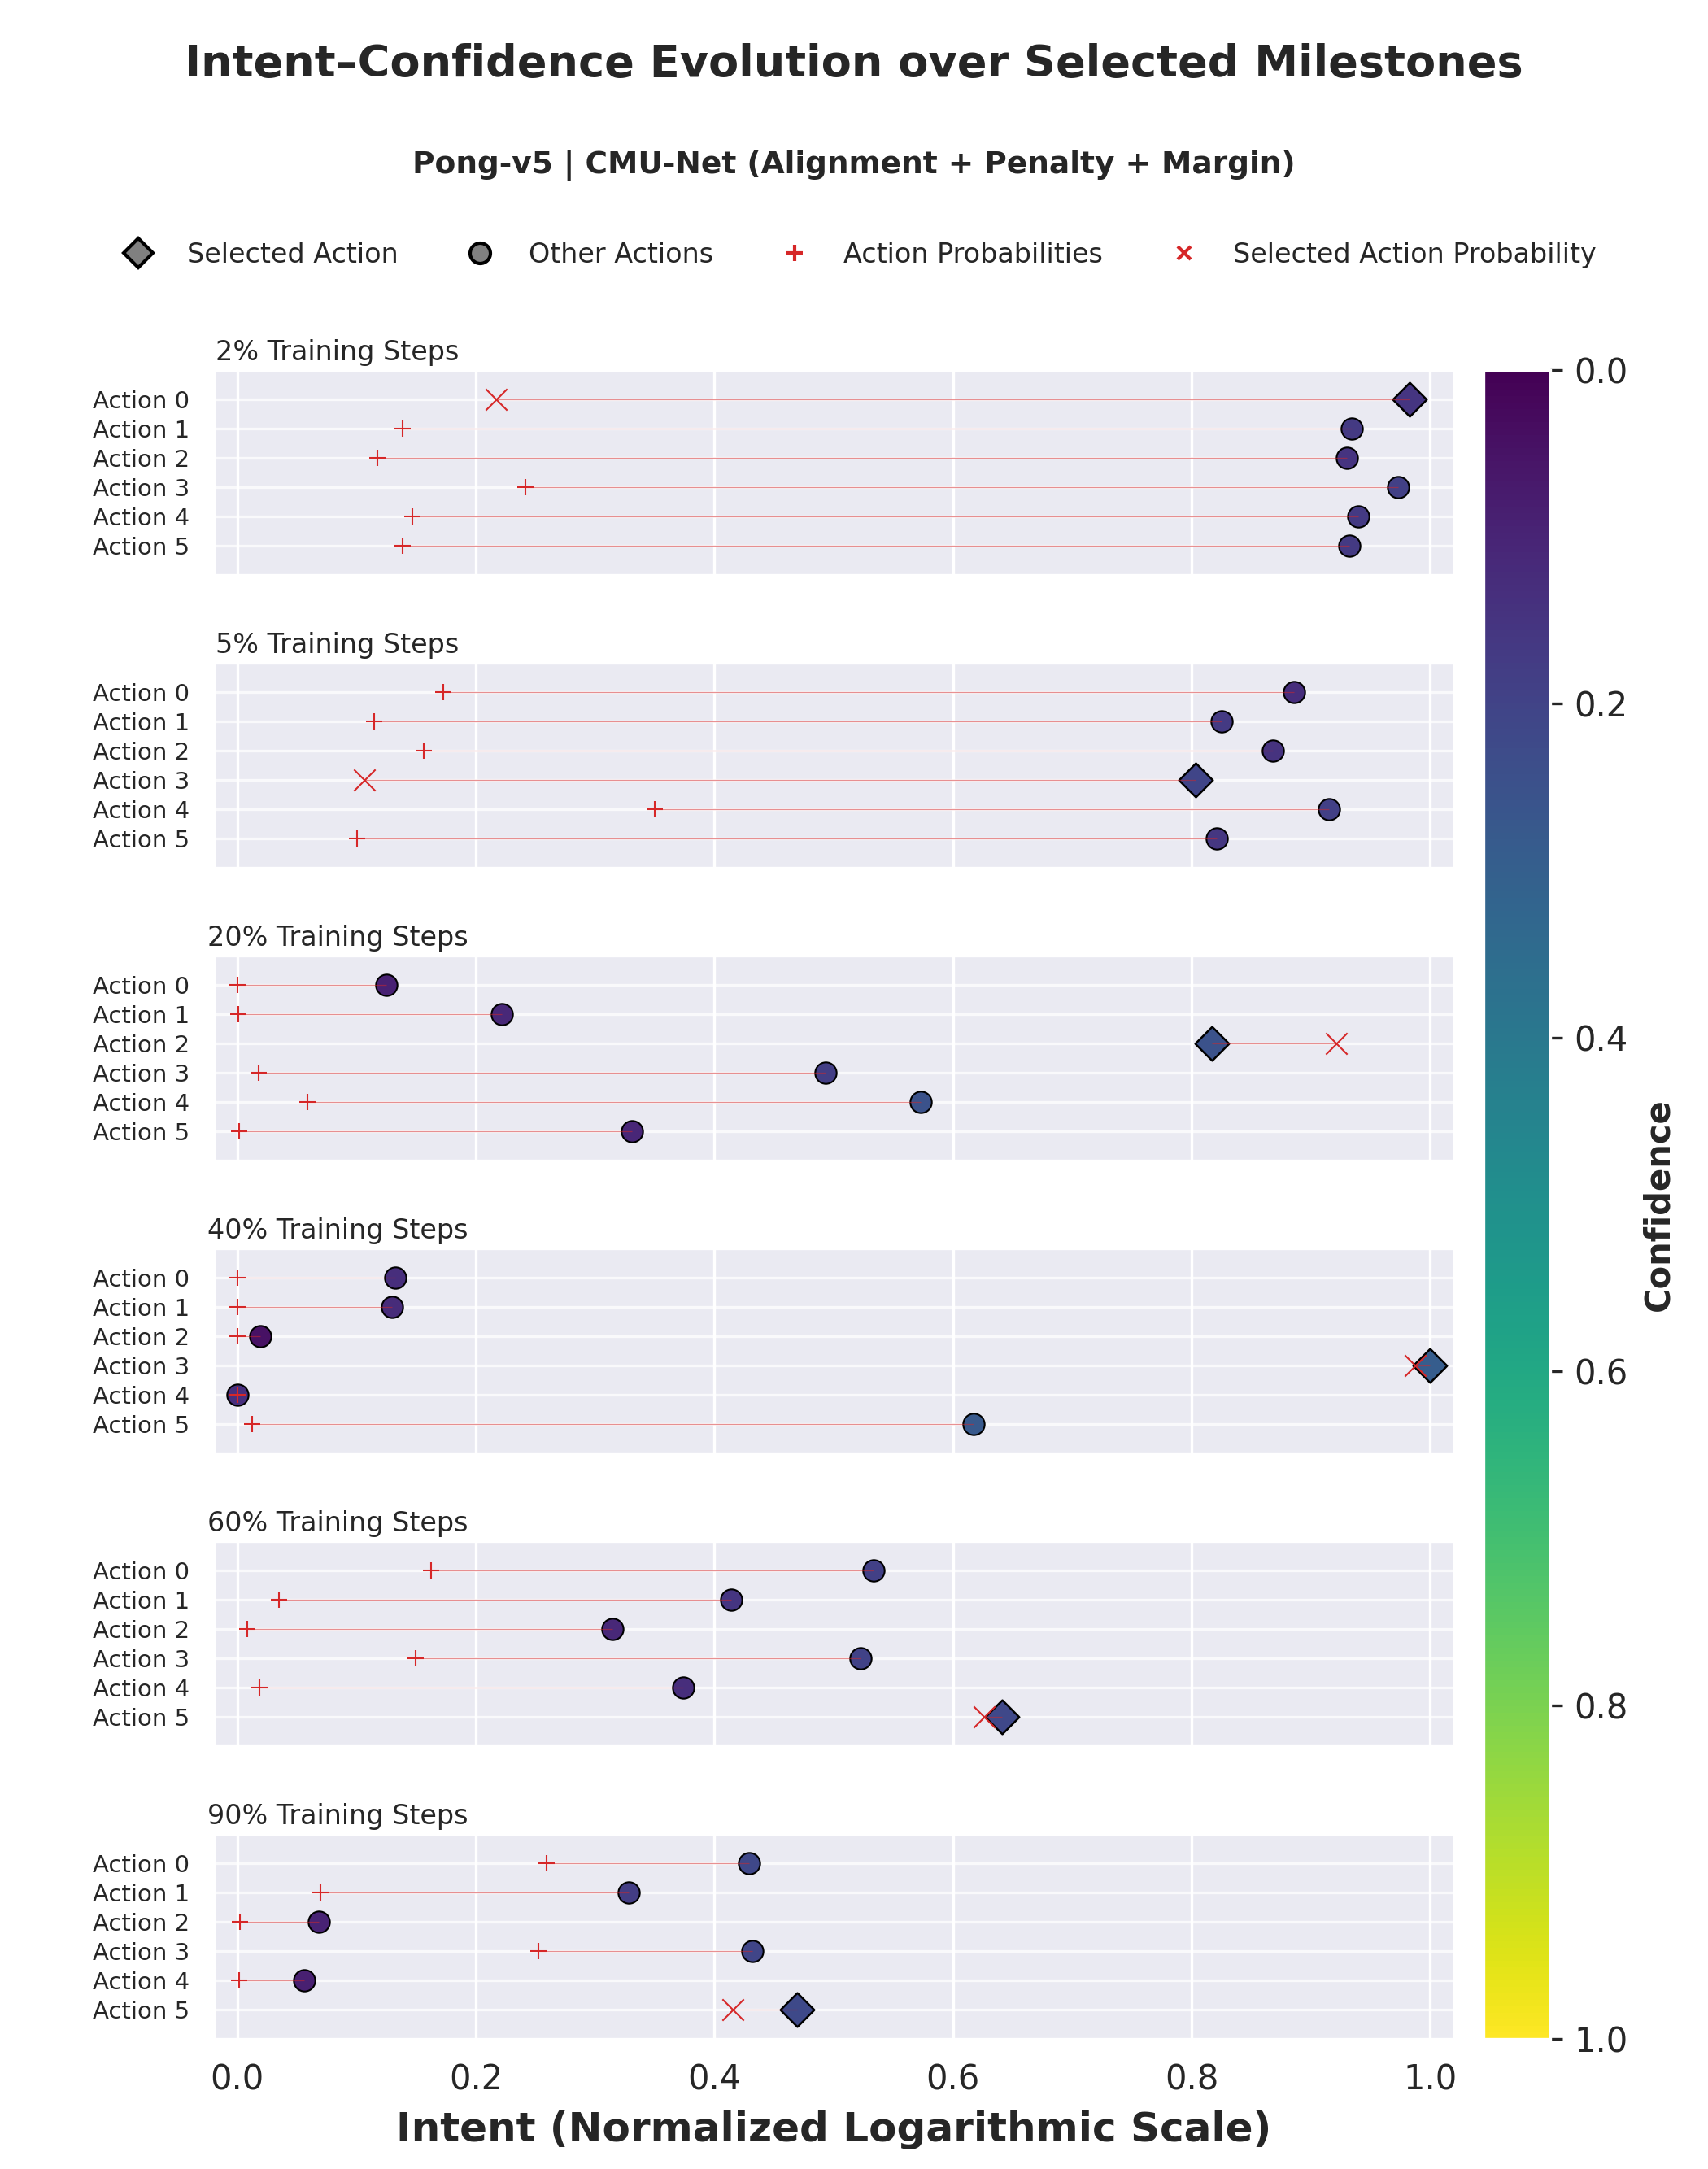 Intent–Confidence Evolution over Selected Milestones
Pong-v5 | CMU-Net (Alignment + Penalty + Margin)
Selected Action Other Actions Action Probabilities Selected Action Probability
2% Training Steps
Action 0
Action 1
Action 2
Action 3
Action 4
Action 5
5% Training Steps
Action 0
Action 1
Action 2
Action 3
Action 4
Action 5
20% Training Steps
Action 0
Action 1
Action 2
Action 3
Action 4
Action 5
40% Training Steps
Action 0
Action 1
Action 2
Action 3
Action 4
Action 5
60% Training Steps
Action 0
Action 1
Action 2
Action 3
Action 4
Action 5
90% Training Steps
Action 0
Action 1
Action 2
Action 3
Action 4
Action 5
0.0 0.2 0.4 0.6 0.8 1.0
Intent (Normalized Logarithmic Scale)
0.0
0.2
0.4
0.6
0.8
1.0
Confidence